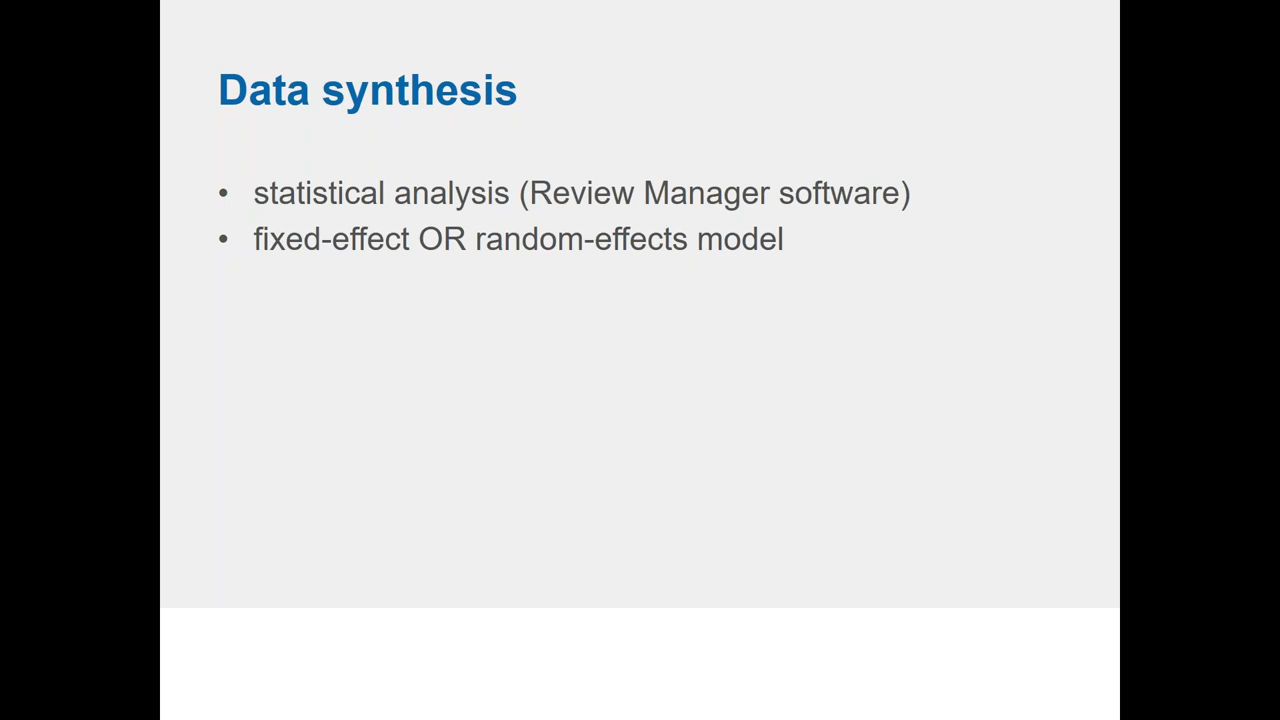 Data synthesis
• statistical analysis (Review Manager software)
• fixed-effect OR random-effects model